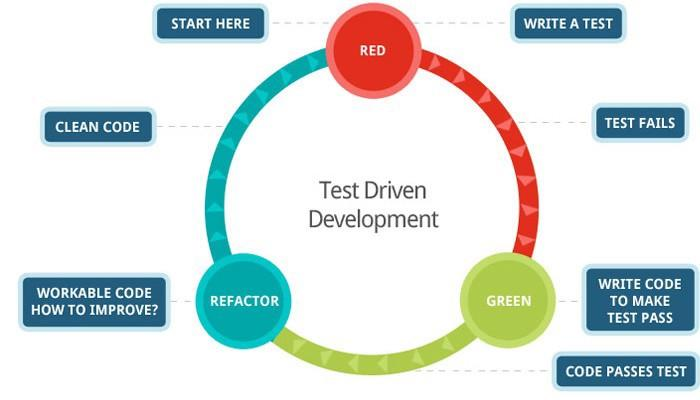 START HERE
RED
WRITE A TEST
CLEAN CODE
TEST FAILS
Test Driven
Development
WORKABLE CODE
HOW TO IMPROVE?
REFACTOR
GREEN
WRITE CODE
TO MAKE
TEST PASS
CODE PASSES TEST